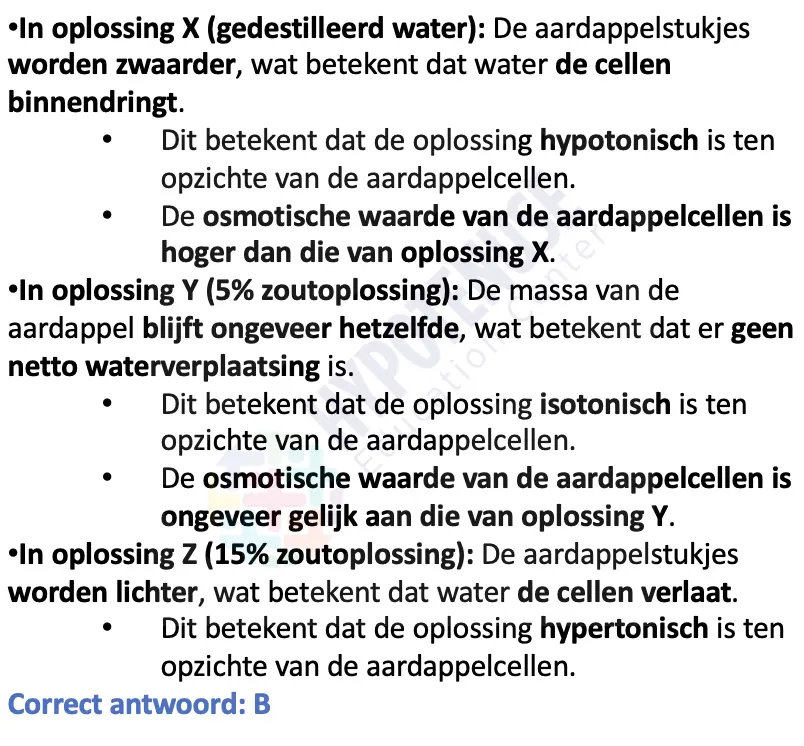 •In oplossing X (gedestilleerd water): De aardappelstukjes
worden zwaarder, wat betekent dat water de cellen
binnendringt.
• Dit betekent dat de oplossing hypotonisch is ten
opzichte van de aardappelcellen.
• De osmotische waarde van de aardappelcellen is
hoger dan die van oplossing X.
•In oplossing Y (5% zoutoplossing): De massa van de
aardappel blijft ongeveer hetzelfde, wat betekent dat er geen
netto waterverplaatsing is.
• Dit betekent dat de oplossing isotonisch is ten
opzichte van de aardappelcellen.
• De osmotische waarde van de aardappelcellen is
ongeveer gelijk aan die van oplossing Y.
•In oplossing Z (15% zoutoplossing): De aardappelstukjes
worden lichter, wat betekent dat water de cellen verlaat.
• Dit betekent dat de oplossing hypertonisch is ten
opzichte van de aardappelcellen.
Correct antwoord: B
HYPOTENUSE
Education Center